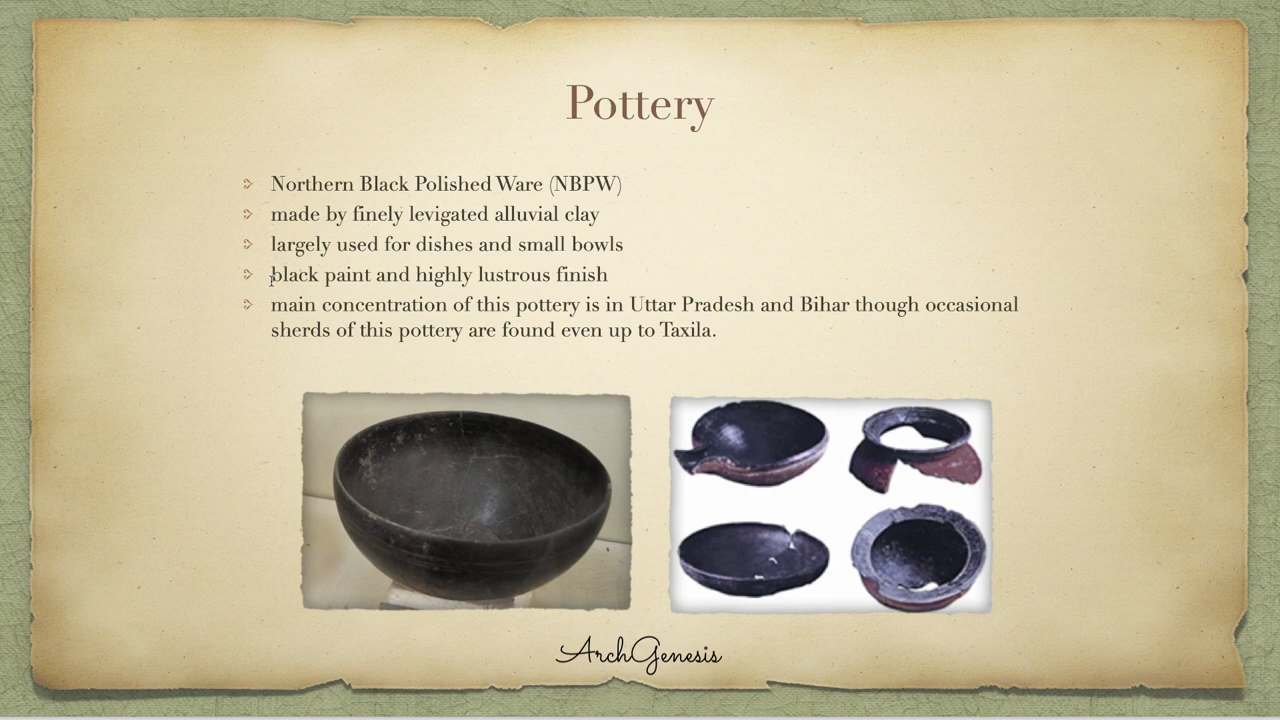 Pottery
Northern Black Polished Ware (NBPW)
made by finely levigated alluvial clay
largely used for dishes and small bowls
black paint and highly lustrous finish
main concentration of this pottery is in Uttar Pradesh and Bihar though occasional
sherds of this pottery are found even up to Taxila.
ArchGenesis